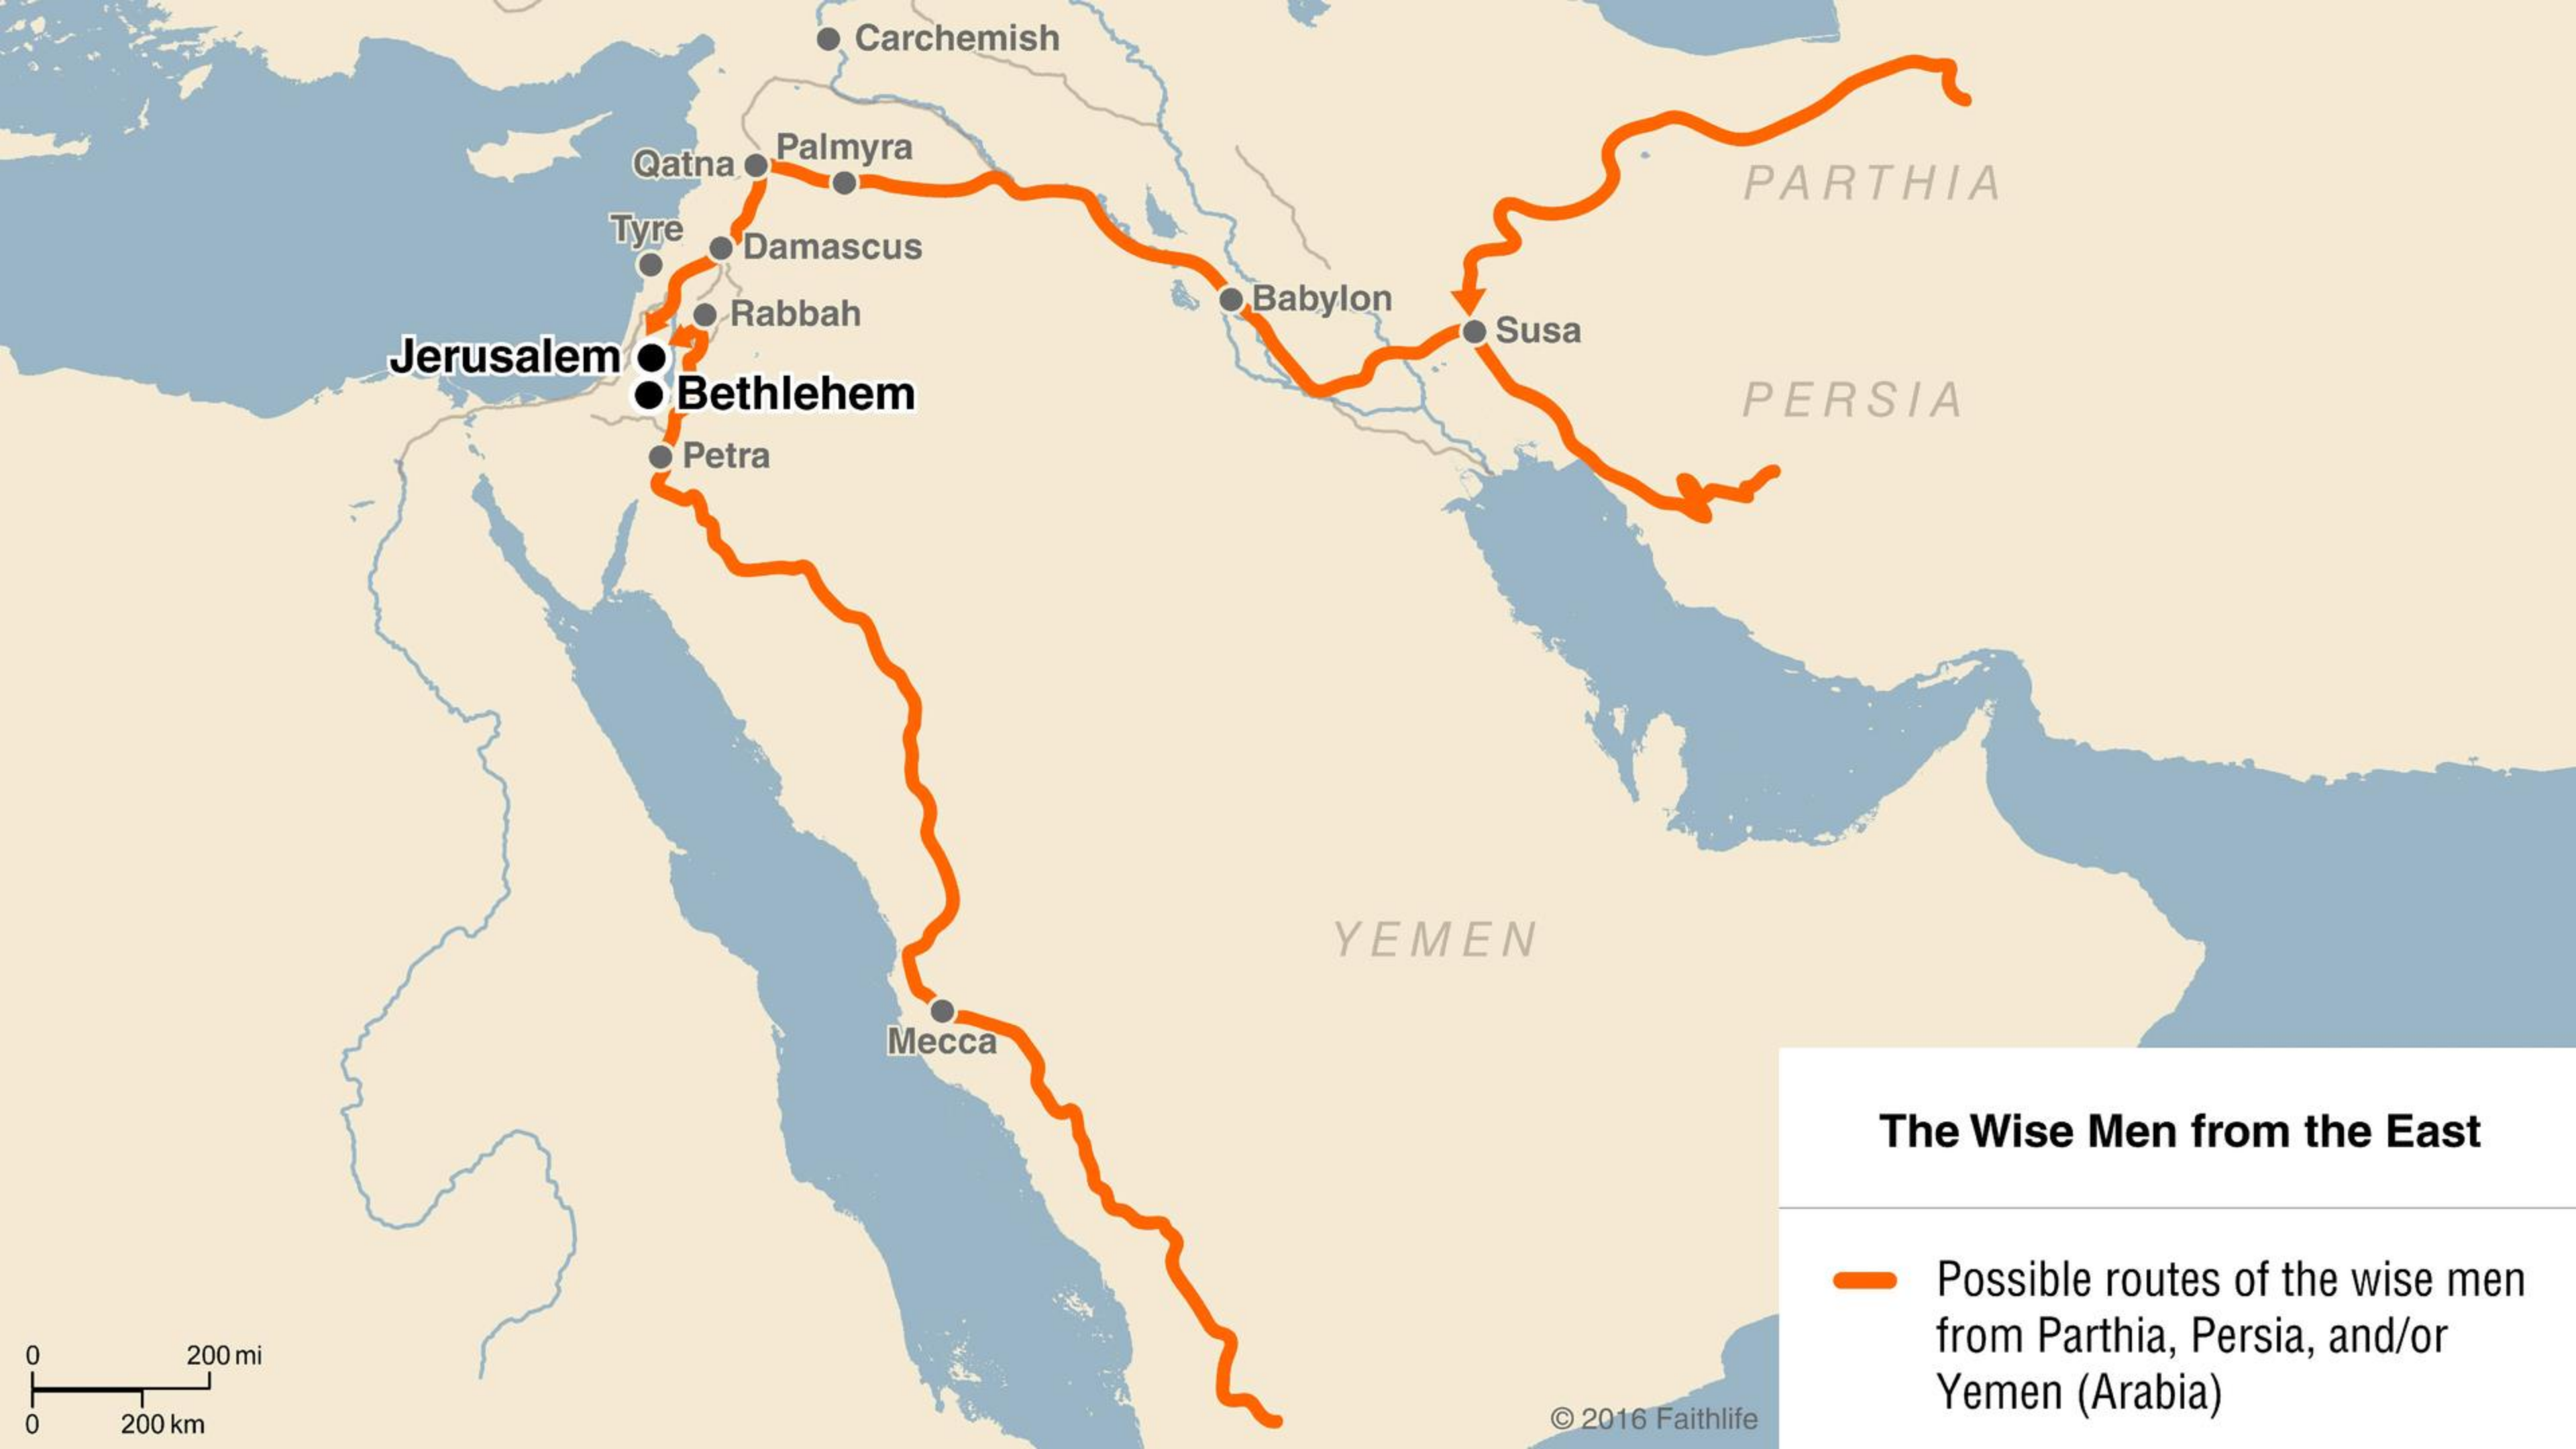 Carchemish
Palmyra
Qatna
PARTHIA
Tyre
Damascus
Babylon
Rabbah
Susa
Jerusalem
Bethlehem
PERSIA
Petra
YEMEN
Mecca
The Wise Men from the East
Possible routes of the wise men
from Parthia, Persia, and/or
Yemen (Arabia)
0 200 mi
0 200 km
© 2016 Faithlife